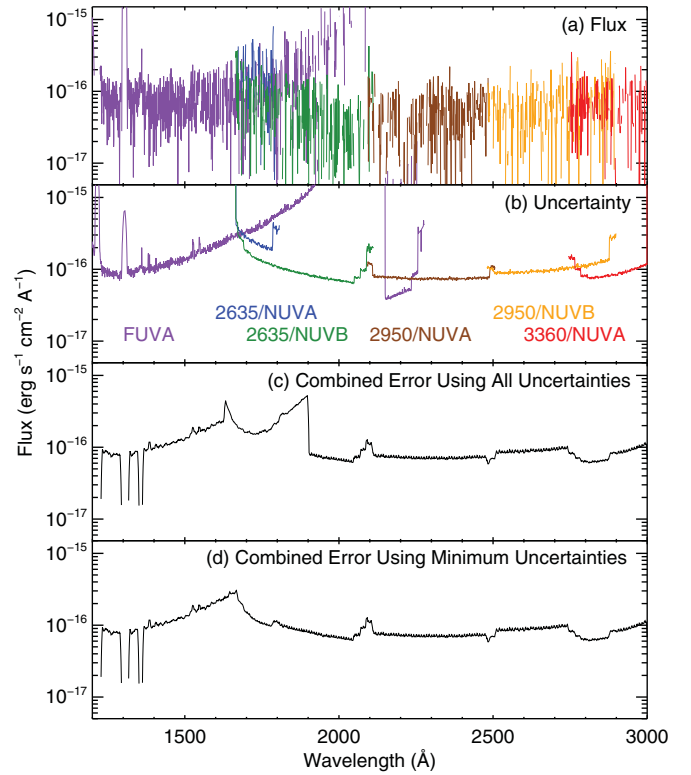 (a) Flux
10⁻¹⁵
10⁻¹⁶
10⁻¹⁷
(b) Uncertainty
10⁻¹⁵
10⁻¹⁶
10⁻¹⁷
2635/NUVA
2950/NUVB
FUVA
2635/NUVB
2950/NUVA
3360/NUVA
(c) Combined Error Using All Uncertainties
10⁻¹⁵
10⁻¹⁶
10⁻¹⁷
(d) Combined Error Using Minimum Uncertainties
10⁻¹⁵
10⁻¹⁶
10⁻¹⁷
Flux (erg s⁻¹ cm⁻² A⁻¹)
1500
2000
2500
3000
Wavelength (Å)